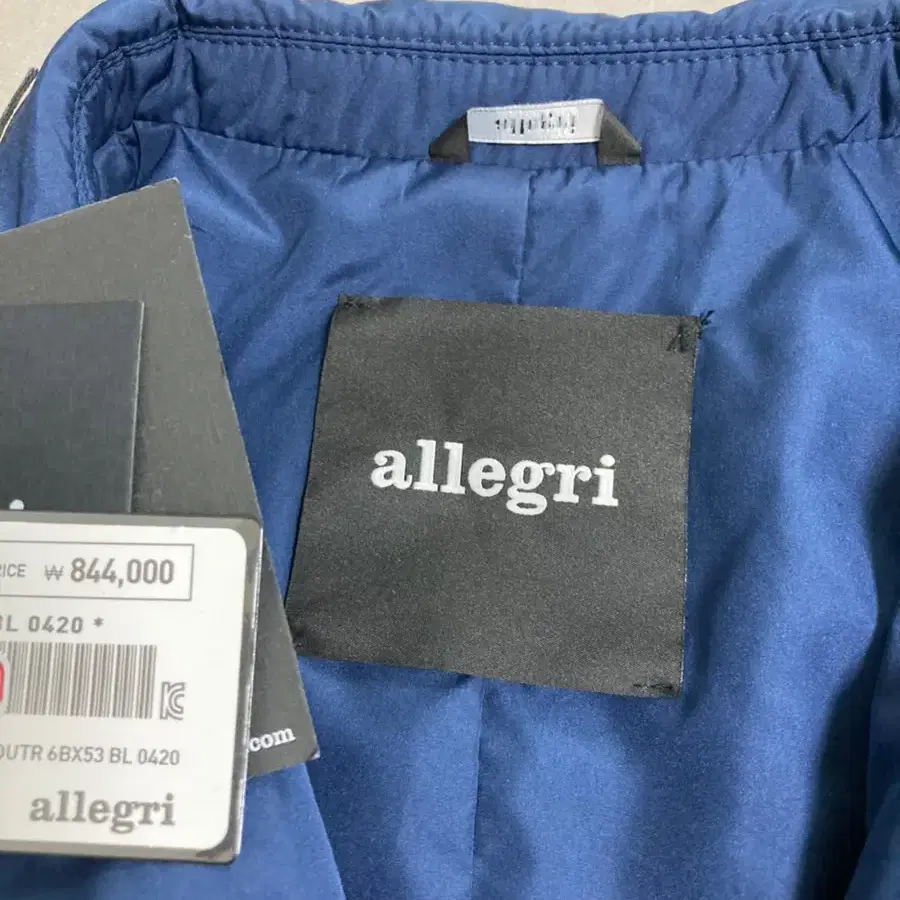 allegri
RICE ₩ 844,000
BL 0420 *
OUTR 6BX53 BL 0420
allegri
.com